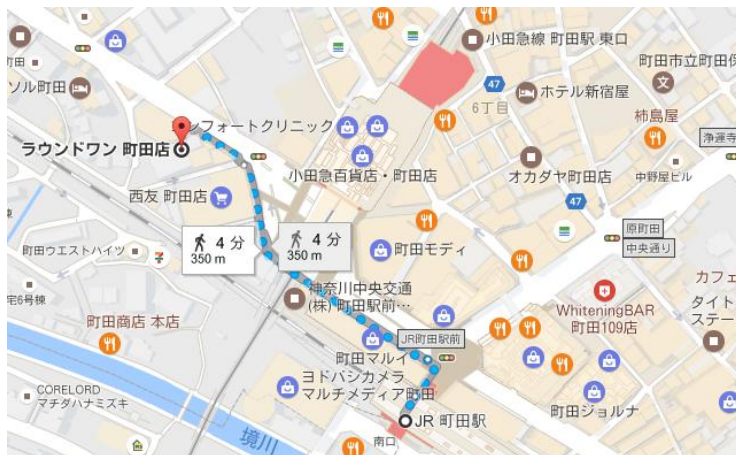 小田急線 町田駅 東口
町田市立町田保
47
ホテル新宿屋
6丁目
ソル町田
柿島屋
浄運寺
ンフォートクリニック
ラウンドワン 町田店
中野屋ビル
小田急百貨店・町田店
オカダヤ町田店
西友 町田店
47
原町田
中央通り
4 分
350 m
4 分
350 m
町田モディ
町田ウエストハイツ
カフェ
神奈川中央交通
(株) 町田駅前…
WhiteningBAR
町田109店
タイト
ステー
宅6号棟
町田商店 本店
JR町田駅前
町田マルイ
ヨドバシカメラ
マルチメディア町田
CORELORD
マチダハナミズキ
町田ジョルナ
JR 町田駅
南口
境川